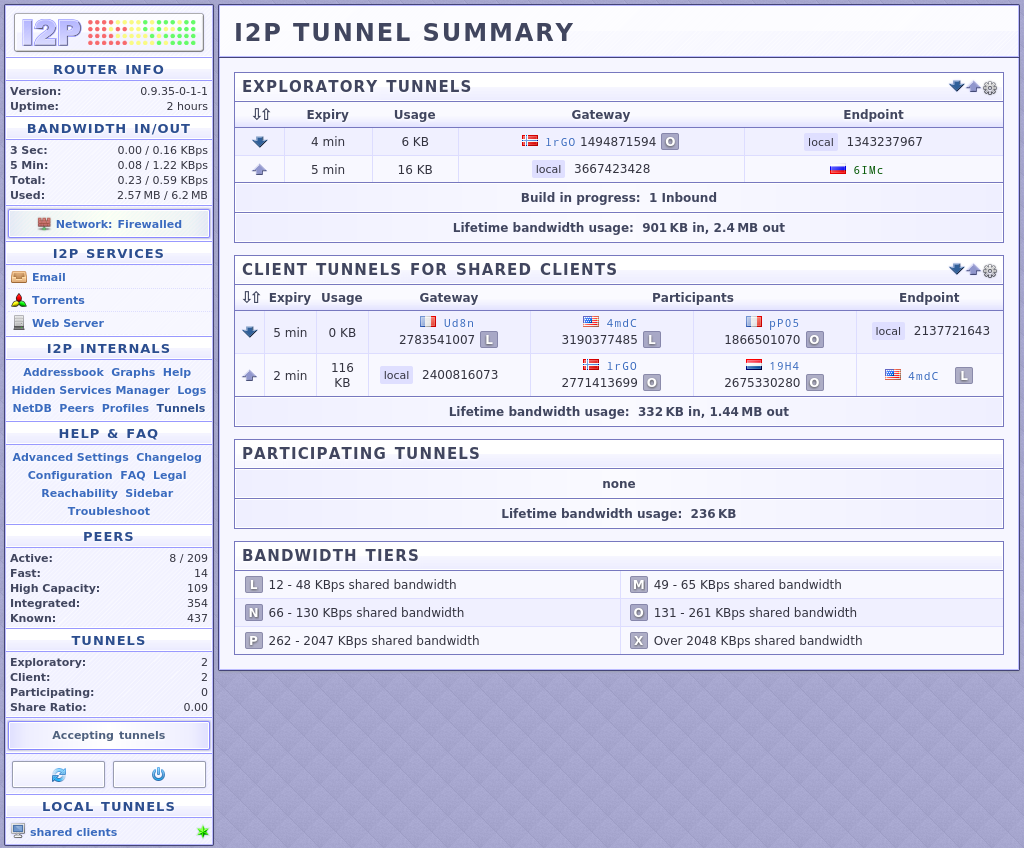 I2P
ROUTER INFO
Version: 0.9.35-0-1-1
Uptime: 2 hours
BANDWIDTH IN/OUT
3 Sec: 0.00 / 0.16 KBps
5 Min: 0.08 / 1.22 KBps
Total: 0.23 / 0.59 KBps
Used: 2.57 MB / 6.2 MB
Network: Firewalled
I2P SERVICES
Email
Torrents
Web Server
I2P INTERNALS
Addressbook Graphs Help
Hidden Services Manager Logs
NetDB Peers Profiles Tunnels
HELP & FAQ
Advanced Settings Changelog
Configuration FAQ Legal
Reachability Sidebar
Troubleshoot
PEERS
Active: 8 / 209
Fast: 14
High Capacity: 109
Integrated: 354
Known: 437
TUNNELS
Exploratory: 2
Client: 2
Participating: 0
Share Ratio: 0.00
Accepting tunnels
LOCAL TUNNELS
shared clients
I2P TUNNEL SUMMARY
EXPLORATORY TUNNELS
Expiry Usage Gateway Endpoint
4 min 6 KB 1rGO 1494871594 O local 1343237967
5 min 16 KB local 3667423428 6IMc
Build in progress: 1 Inbound
Lifetime bandwidth usage: 901 KB in, 2.4 MB out
CLIENT TUNNELS FOR SHARED CLIENTS
Expiry Usage Gateway Participants Endpoint
5 min 0 KB Ud8n 2783541007 L 4mdC 3190377485 L pPO5 1866501070 O local 2137721643
2 min 116 KB local 2400816073 1rGO 2771413699 O 19H4 2675330280 O 4mdC L
Lifetime bandwidth usage: 332 KB in, 1.44 MB out
PARTICIPATING TUNNELS
none
Lifetime bandwidth usage: 236 KB
BANDWIDTH TIERS
L 12 - 48 KBps shared bandwidth M 49 - 65 KBps shared bandwidth
N 66 - 130 KBps shared bandwidth O 131 - 261 KBps shared bandwidth
P 262 - 2047 KBps shared bandwidth X Over 2048 KBps shared bandwidth